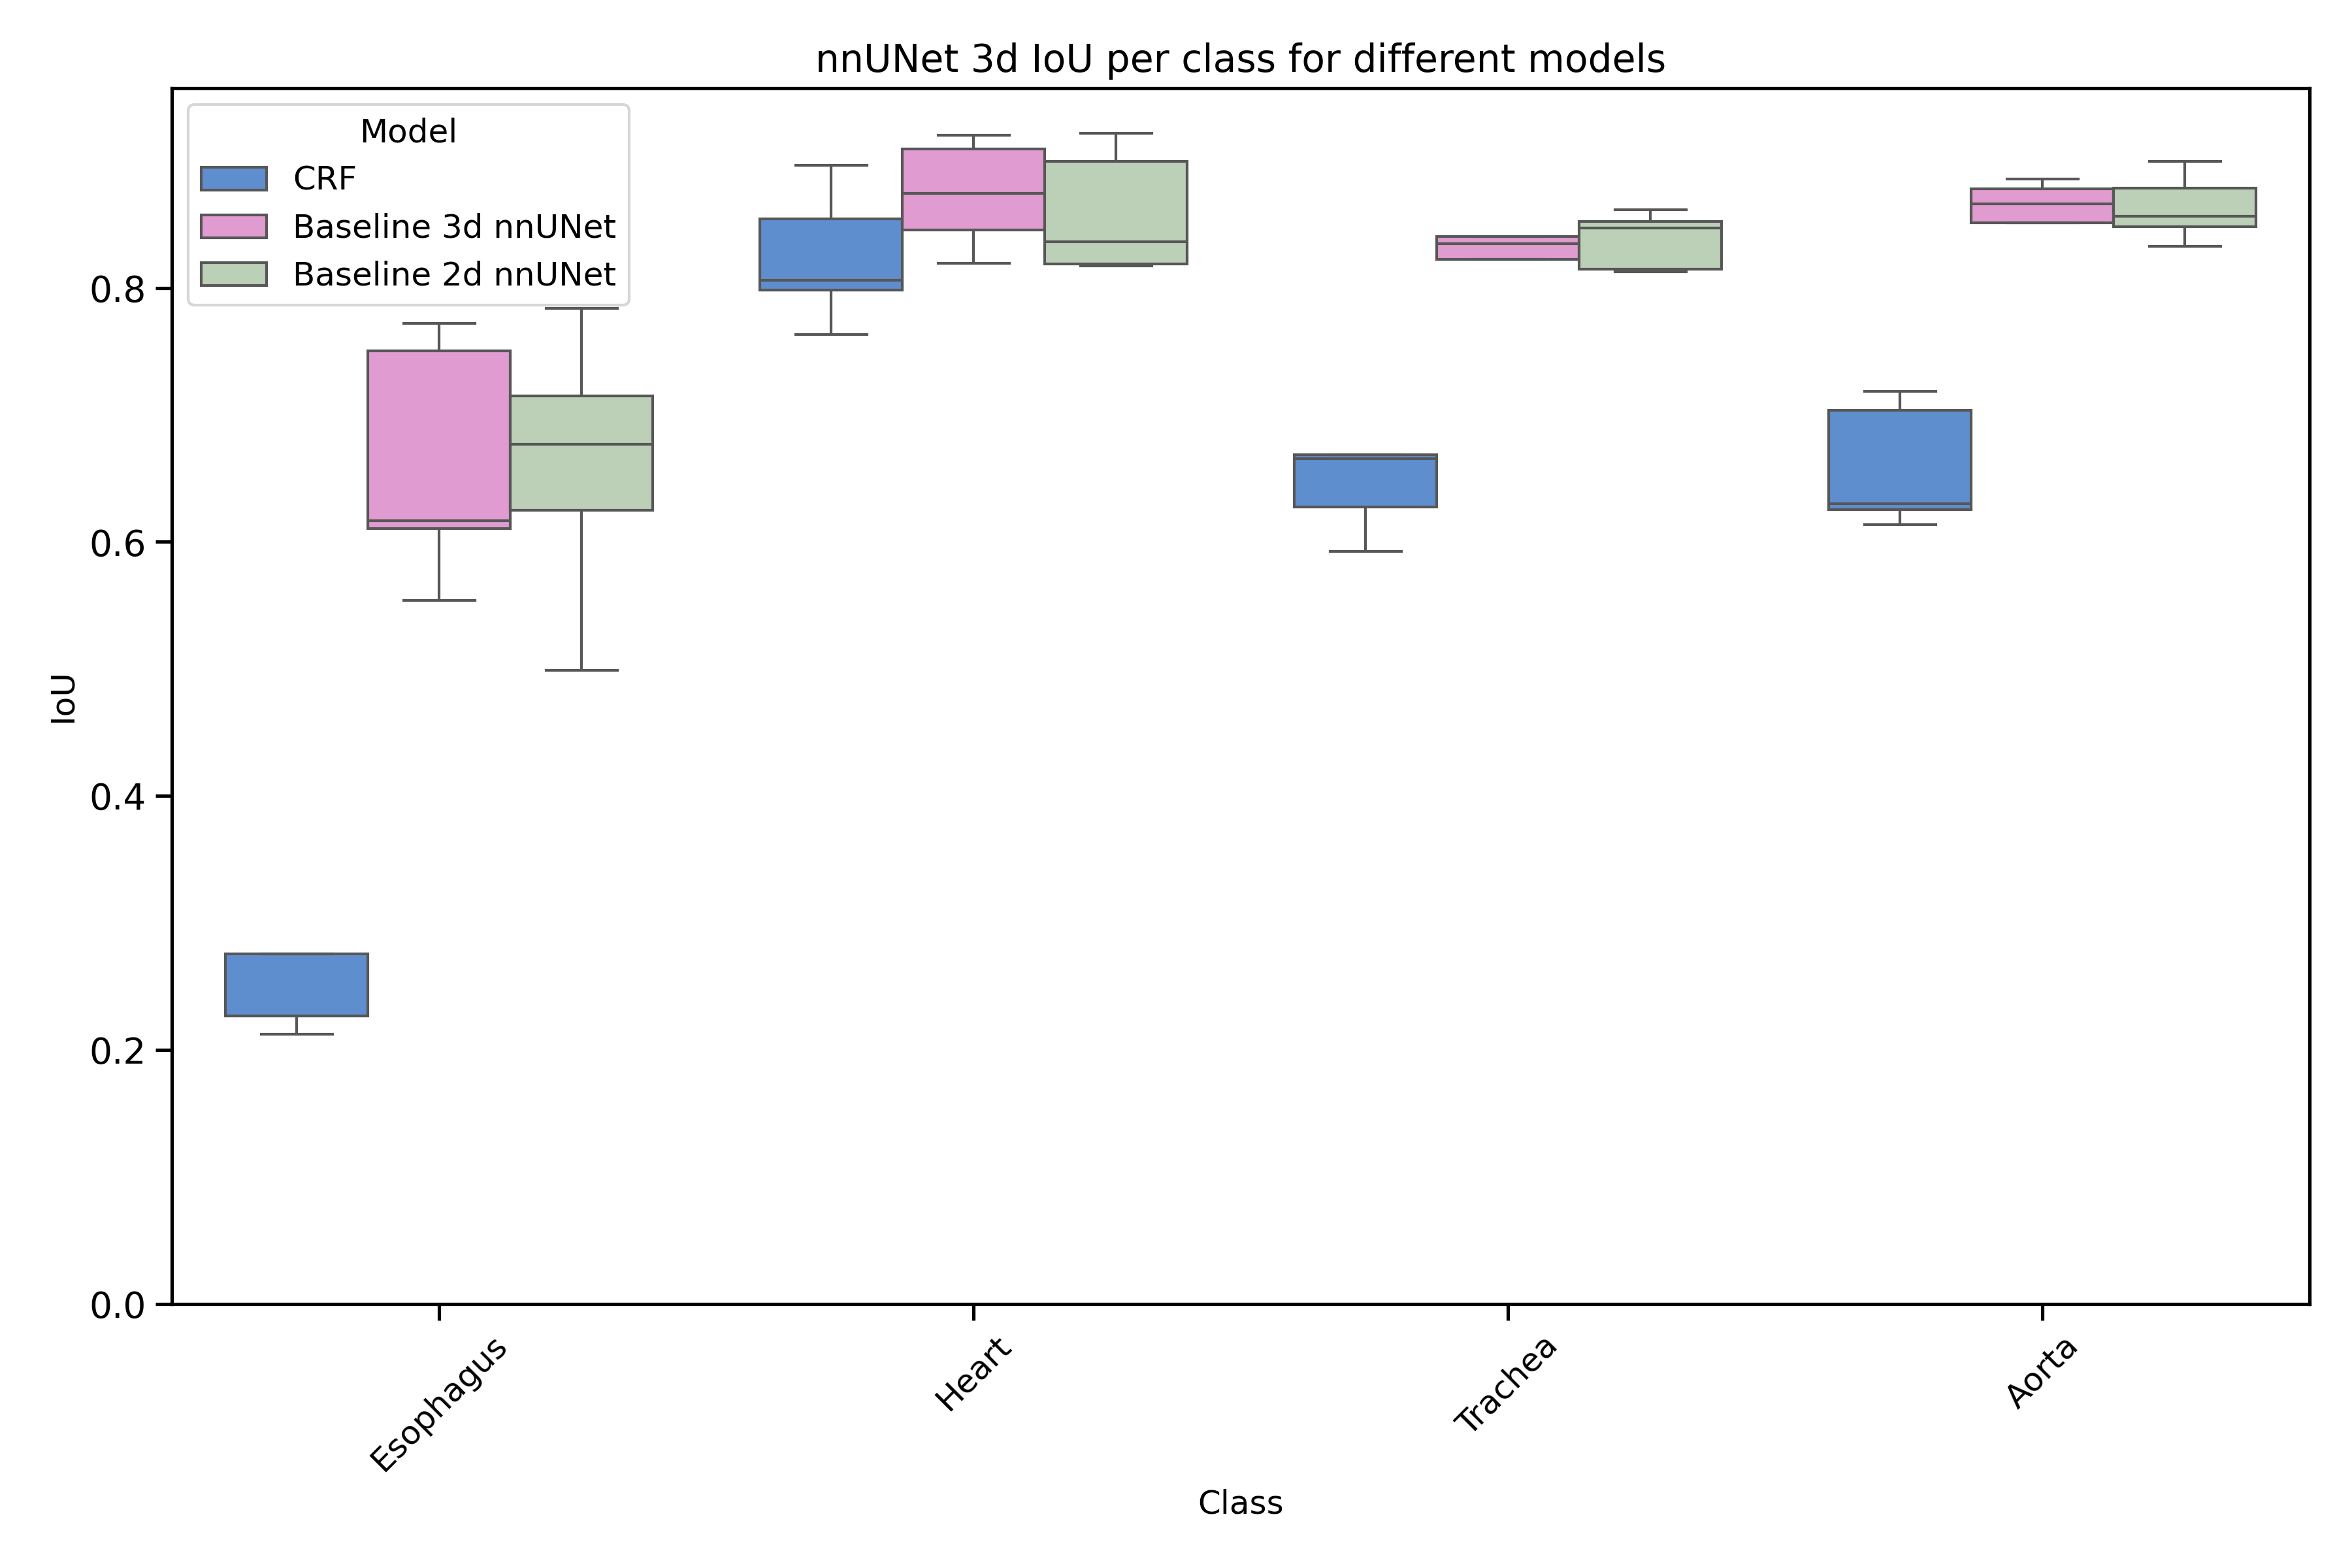 nnUNet 3d IoU per class for different models
Model
CRF
Baseline 3d nnUNet
Baseline 2d nnUNet
IoU
0.8
0.6
0.4
0.2
0.0
Esophagus
Heart
Trachea
Aorta
Class